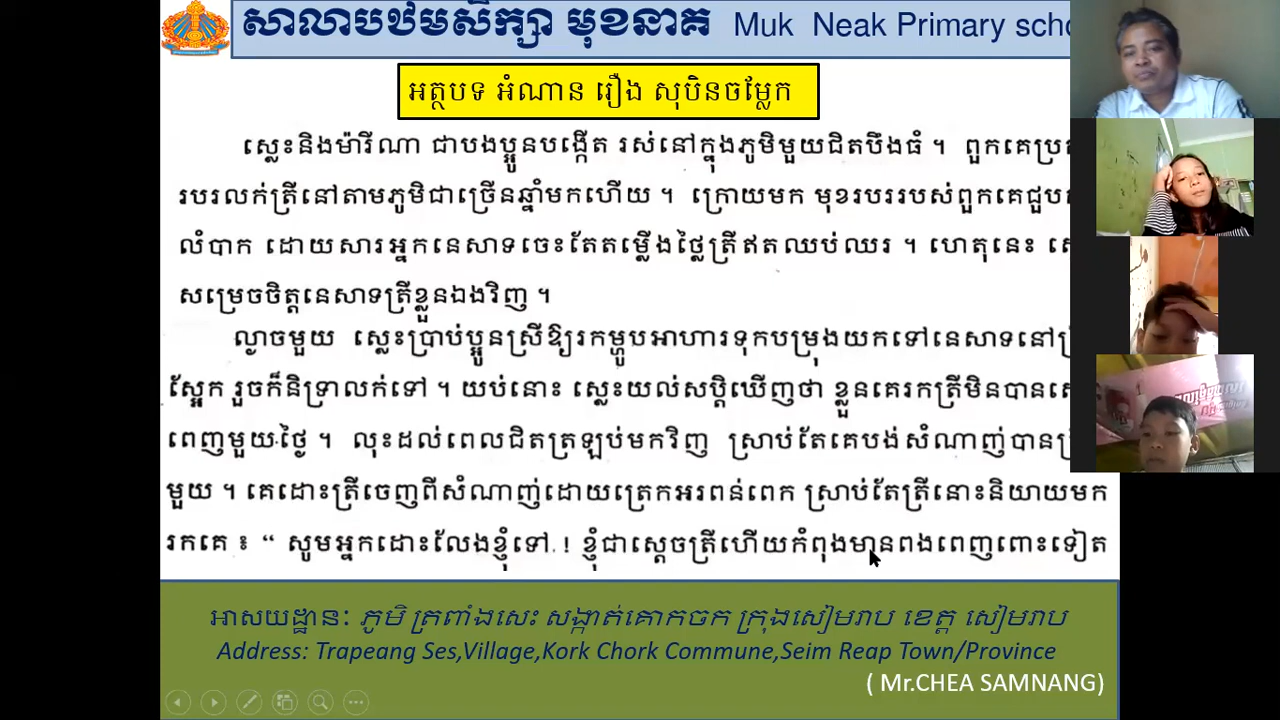 សាលាបឋមសិក្សា មុខនាគ Muk Neak Primary
អត្ថបទ អំណាន រឿង សុបិនចម្លែក
ស្លេះនិងម៉ារីណា ជាបងប្អូនបង្កើត រស់នៅក្នុងភូមិមួយជិតបឹងធំ ។ ពួកគេ
របរលក់ត្រីនៅតាមភូមិជាច្រើនឆ្នាំមកហើយ ។ ក្រោយមក មុខរបររបស់ពួកគេជួប
លំបាក ដោយសារអ្នកនេសាទចេះតែតម្លើងថ្លៃត្រីឥតឈប់ឈរ ។ ហេតុនេះ
សម្រេចចិត្តនេសាទត្រីខ្លួនឯងវិញ ។
ល្ងាចមួយ ស្លេះប្រាប់ប្អូនស្រីឱ្យរកម្ហូបអាហារទុកបម្រុងយកទៅនេសាទនៅ
ស្អែក រួចក៏និទ្រាលក់ទៅ ។ យប់នោះ ស្លេះយល់សប្តិឃើញថា ខ្លួនគេរកត្រីមិនបាន
ពេញមួយថ្ងៃ ។ លុះដល់ពេលជិតត្រឡប់មកវិញ ស្រាប់តែគេបង់សំណាញ់បាន
មួយ ។ គេដោះត្រីចេញពីសំណាញ់ដោយត្រេកអរពន់ពេក ស្រាប់តែត្រីនោះនិយាយមក
រកគេ ៖ “ សូមអ្នកដោះលែងខ្ញុំទៅ ! ខ្ញុំជាស្តេចត្រីហើយកំពុងមានពងពេញពោះទៀត
អាសយដ្ឋាន: ភូមិ ត្រពាំងសេះ សង្កាត់គោកចក ក្រុងសៀមរាប ខេត្ត សៀមរាប
Address: Trapeang Ses,Village,Kork Chork Commune,Seim Reap Town/Province
( Mr.CHEA SAMNANG)